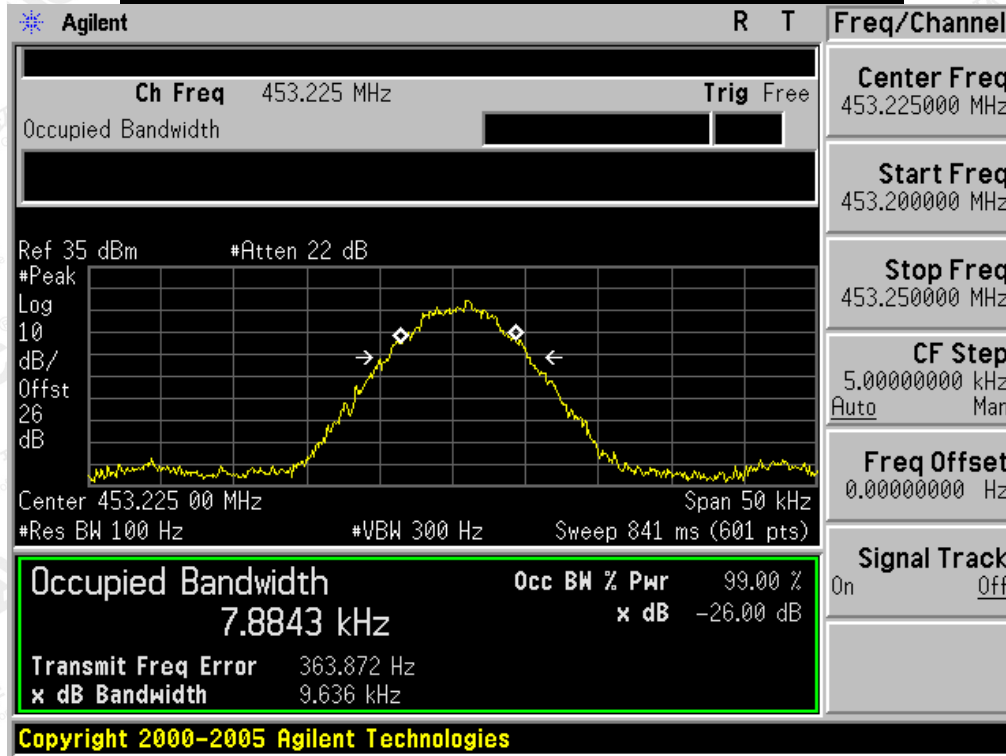 Agilent
R T
Freq/Channel
Ch Freq 453.225 MHz
Trig Free
Occupied Bandwidth
Center Freq
453.225000 MHz
Start Freq
453.200000 MHz
Stop Freq
453.250000 MHz
CF Step
5.00000000 kHz
Auto Man
Freq Offset
0.00000000 Hz
Signal Track
On Off
Ref 35 dBm
#Atten 22 dB
#Peak
Log
10
dB/
Offst
26
dB
Center 453.225 00 MHz
Span 50 kHz
#Res BW 100 Hz
#VBW 300 Hz
Sweep 841 ms (601 pts)
Occupied Bandwidth
7.8843 kHz
Occ BW % Pwr 99.00 %
x dB -26.00 dB
Transmit Freq Error 363.872 Hz
x dB Bandwidth 9.636 kHz
Copyright 2000-2005 Agilent Technologies